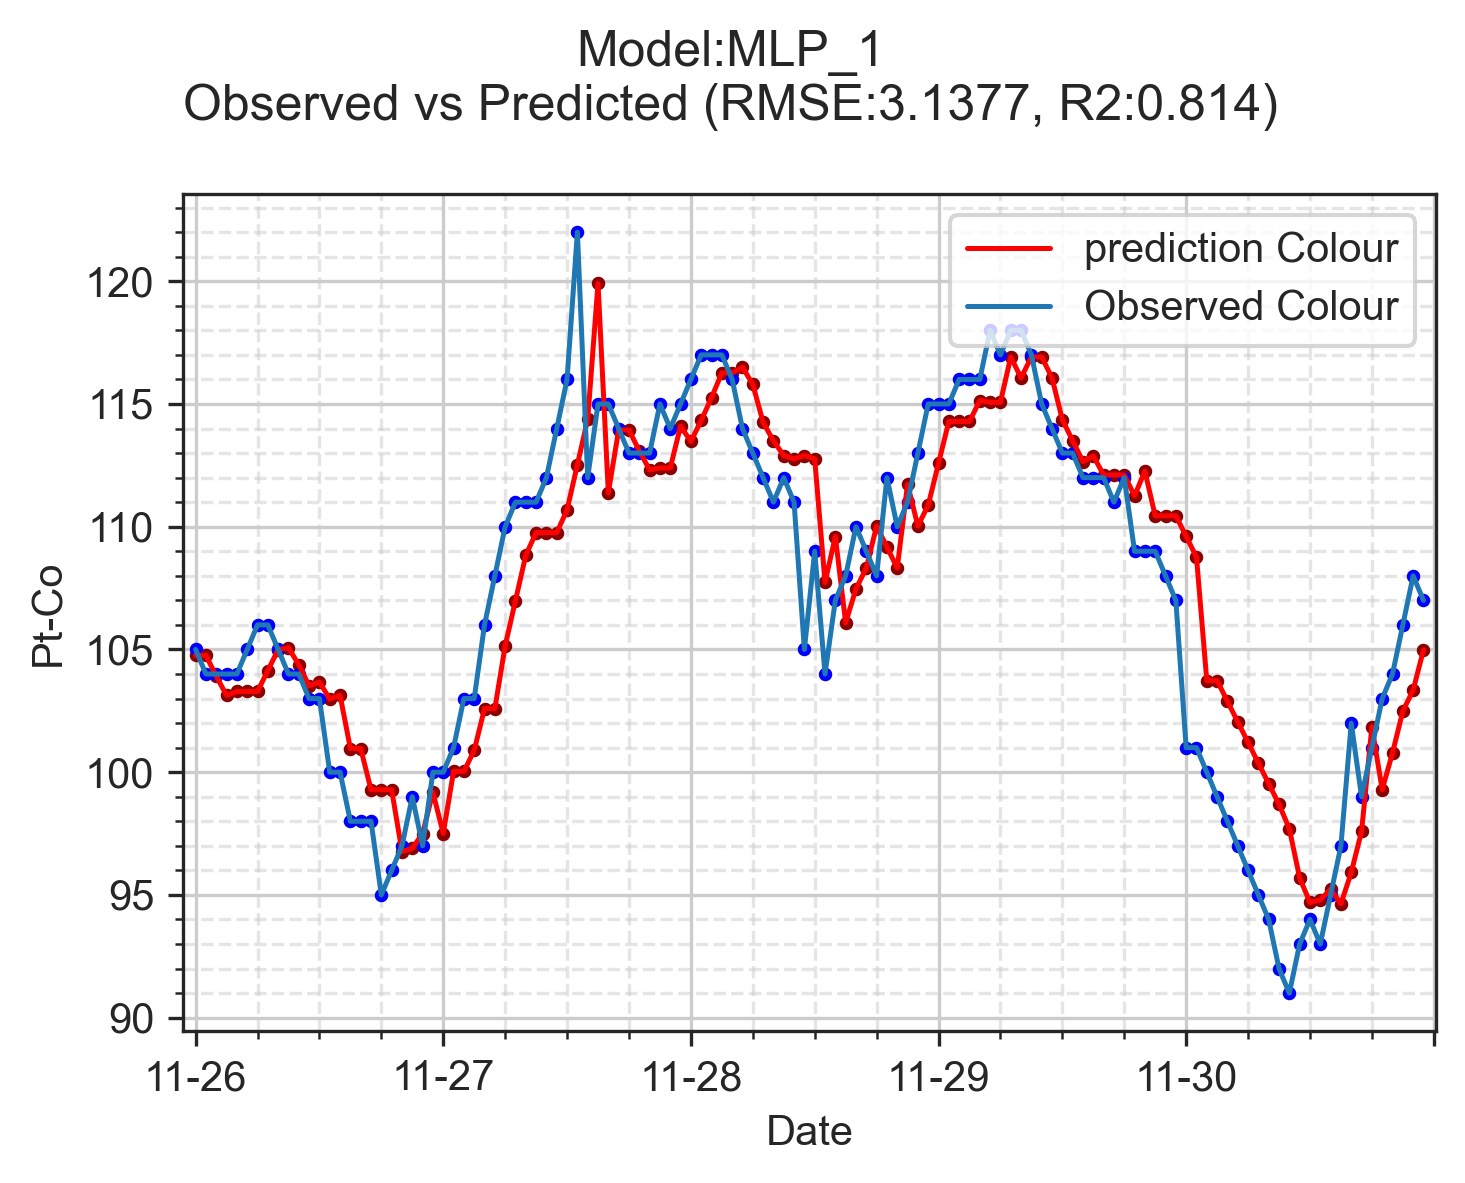 Model:MLP_1
Observed vs Predicted (RMSE:3.1377, R2:0.814)
prediction Colour
Observed Colour
120
115
110
105
100
95
90
Pt-Co
11-26 11-27 11-28 11-29 11-30
Date